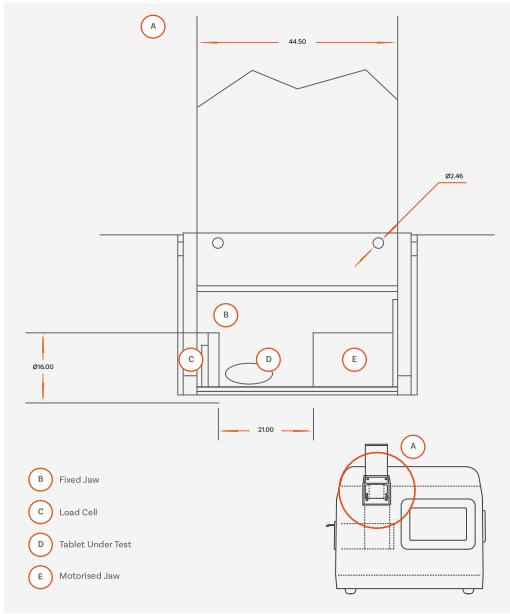 A
44.50
Ø2.46
B
C
D
E
Ø16.00
21.00
A
B Fixed Jaw
C Load Cell
D Tablet Under Test
E Motorised Jaw